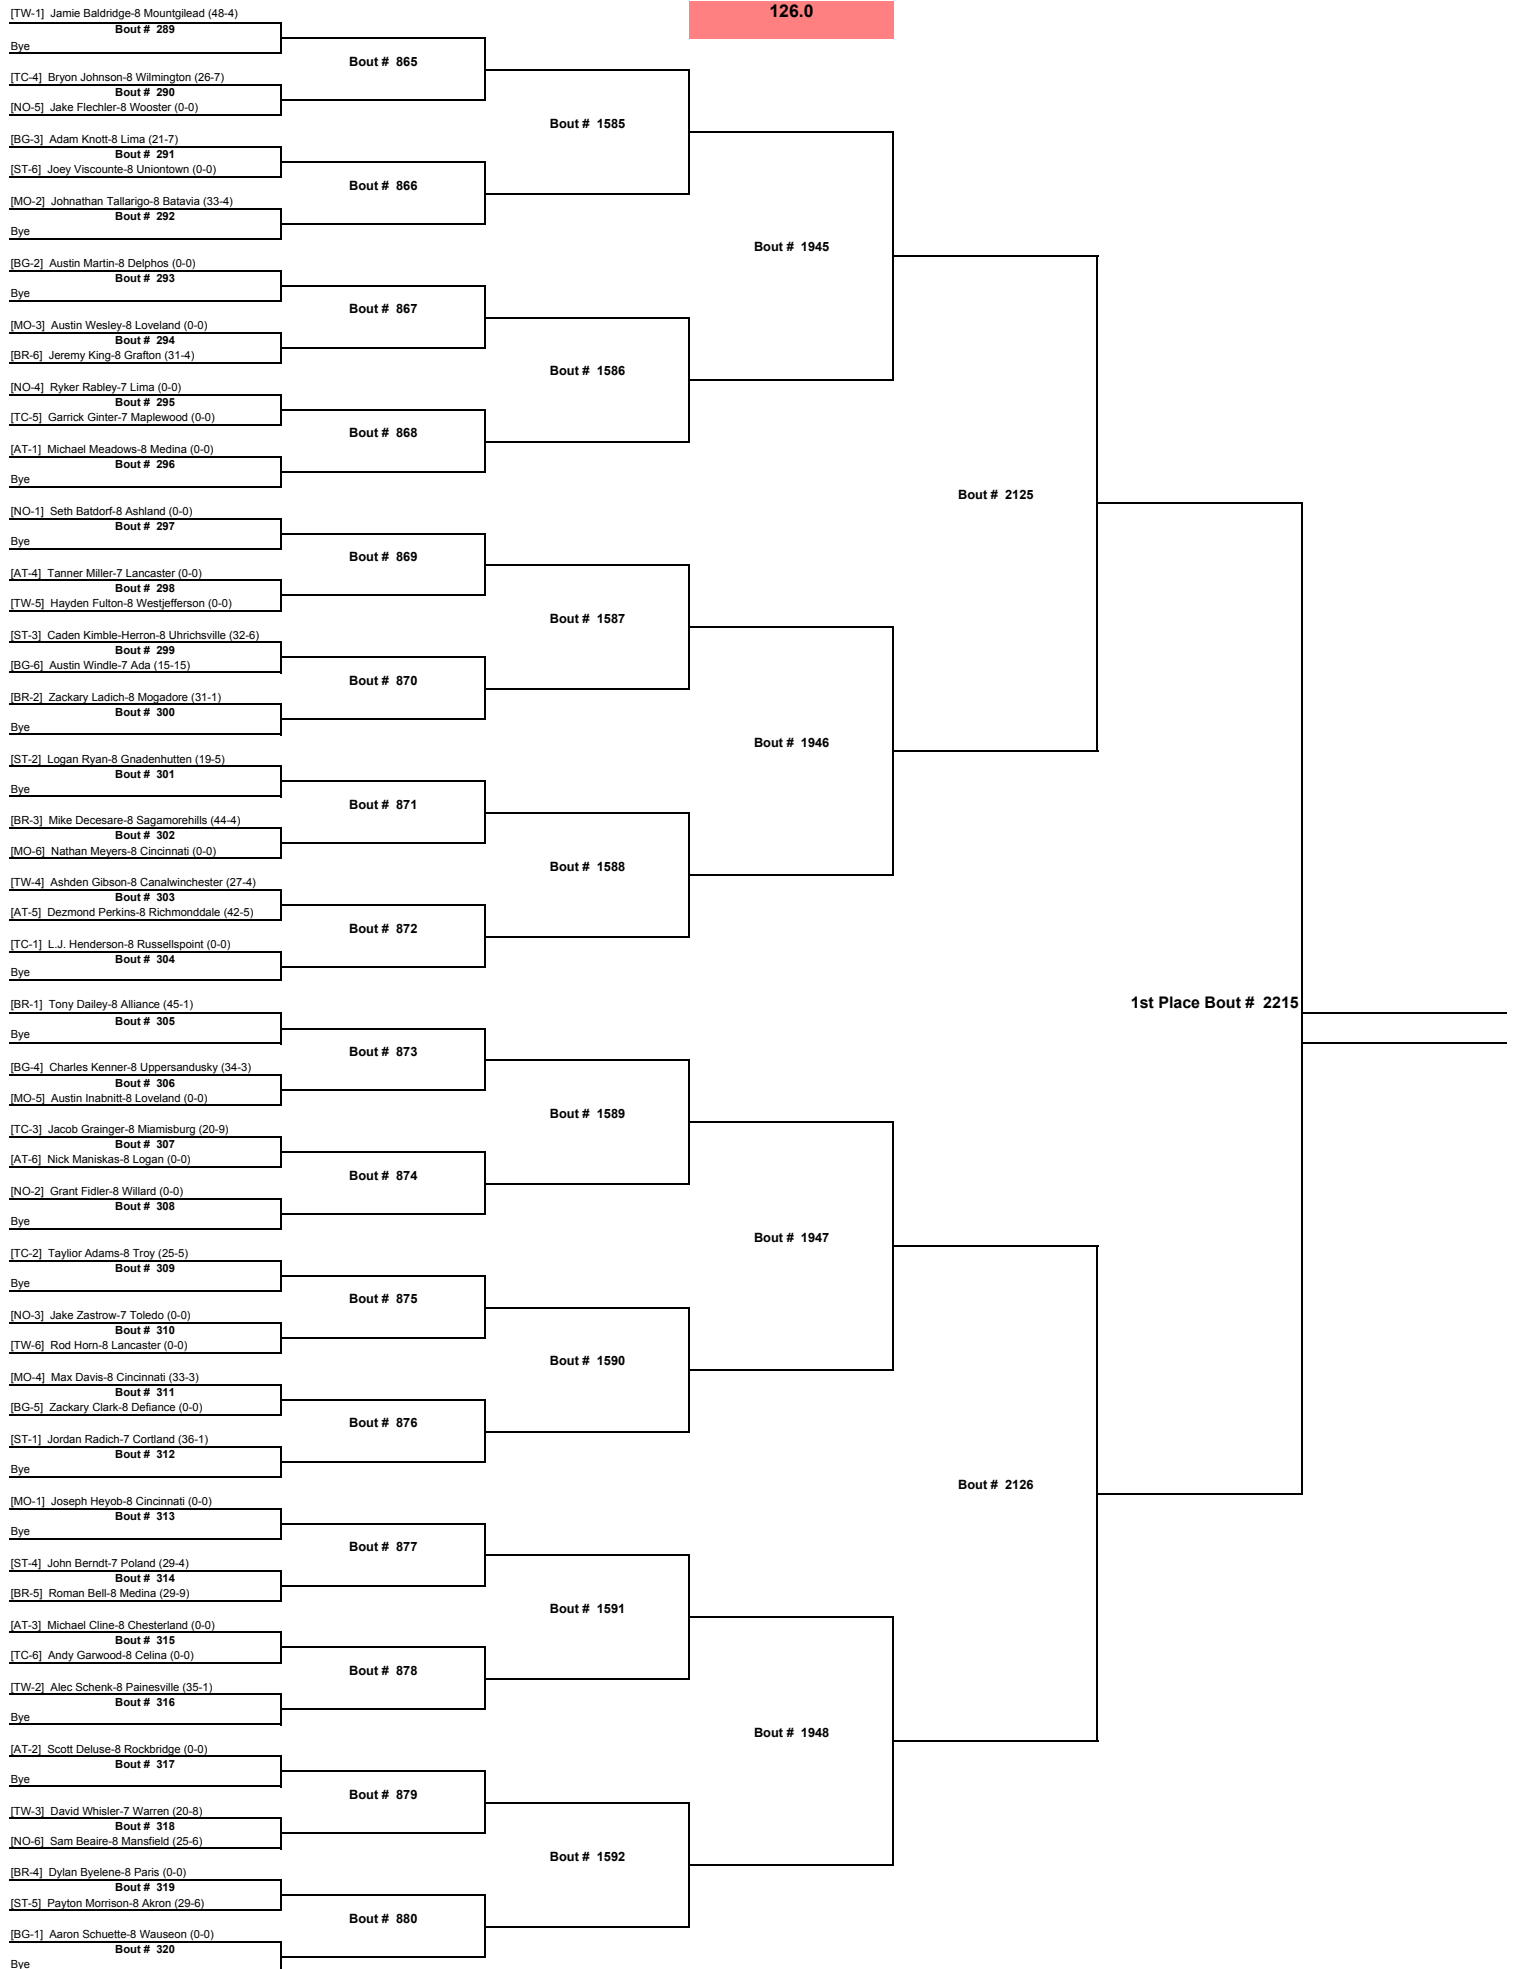 126.0
[TW-1] Jamie Baldridge-8 Mountgilead (48-4)
Bout # 289
Bye
Bout # 865
[TC-4] Bryon Johnson-8 Wilmington (26-7)
Bout # 290
[NO-5] Jake Flechler-8 Wooster (0-0)
Bout # 1585
[BG-3] Adam Knott-8 Lima (21-7)
Bout # 291
[ST-6] Joey Viscounte-8 Uniontown (0-0)
Bout # 866
[MO-2] Johnathan Tallarigo-8 Batavia (33-4)
Bout # 292
Bye
Bout # 1945
[BG-2] Austin Martin-8 Delphos (0-0)
Bout # 293
Bye
Bout # 867
[MO-3] Austin Wesley-8 Loveland (0-0)
Bout # 294
[BR-6] Jeremy King-8 Grafton (31-4)
Bout # 1586
[NO-4] Ryker Rabley-7 Lima (0-0)
Bout # 295
[TC-5] Garrick Ginter-7 Maplewood (0-0)
Bout # 868
[AT-1] Michael Meadows-8 Medina (0-0)
Bout # 296
Bye
Bout # 2125
[NO-1] Seth Batdorf-8 Ashland (0-0)
Bout # 297
Bye
Bout # 869
[AT-4] Tanner Miller-7 Lancaster (0-0)
Bout # 298
[TW-5] Hayden Fulton-8 Westjefferson (0-0)
Bout # 1587
[ST-3] Caden Kimble-Herron-8 Uhrichsville (32-6)
Bout # 299
[BG-6] Austin Windle-7 Ada (15-15)
Bout # 870
[BR-2] Zackary Ladich-8 Mogadore (31-1)
Bout # 300
Bye
Bout # 1946
[ST-2] Logan Ryan-8 Gnadenhutten (19-5)
Bout # 301
Bye
Bout # 871
[BR-3] Mike Decesare-8 Sagamorehills (44-4)
Bout # 302
[MO-6] Nathan Meyers-8 Cincinnati (0-0)
Bout # 1588
[TW-4] Ashden Gibson-8 Canalwinchester (27-4)
Bout # 303
[AT-5] Dezmond Perkins-8 Richmonddale (42-5)
Bout # 872
[TC-1] L.J. Henderson-8 Russellspoint (0-0)
Bout # 304
Bye
1st Place Bout # 2215
[BR-1] Tony Dailey-8 Alliance (45-1)
Bout # 305
Bye
Bout # 873
[BG-4] Charles Kenner-8 Uppersandusky (34-3)
Bout # 306
[MO-5] Austin Inabnitt-8 Loveland (0-0)
Bout # 1589
[TC-3] Jacob Grainger-8 Miamisburg (20-9)
Bout # 307
[AT-6] Nick Maniskas-8 Logan (0-0)
Bout # 874
[NO-2] Grant Fidler-8 Willard (0-0)
Bout # 308
Bye
Bout # 1947
[TC-2] Taylior Adams-8 Troy (25-5)
Bout # 309
Bye
Bout # 875
[NO-3] Jake Zastrow-7 Toledo (0-0)
Bout # 310
[TW-6] Rod Horn-8 Lancaster (0-0)
Bout # 1590
[MO-4] Max Davis-8 Cincinnati (33-3)
Bout # 311
[BG-5] Zackary Clark-8 Defiance (0-0)
Bout # 876
[ST-1] Jordan Radich-7 Cortland (36-1)
Bout # 312
Bye
Bout # 2126
[MO-1] Joseph Heyob-8 Cincinnati (0-0)
Bout # 313
Bye
Bout # 877
[ST-4] John Berndt-7 Poland (29-4)
Bout # 314
[BR-5] Roman Bell-8 Medina (29-9)
Bout # 1591
[AT-3] Michael Cline-8 Chesterland (0-0)
Bout # 315
[TC-6] Andy Garwood-8 Celina (0-0)
Bout # 878
[TW-2] Alec Schenk-8 Painesville (35-1)
Bout # 316
Bye
Bout # 1948
[AT-2] Scott Deluse-8 Rockbridge (0-0)
Bout # 317
Bye
Bout # 879
[TW-3] David Whisler-7 Warren (20-8)
Bout # 318
[NO-6] Sam Beaire-8 Mansfield (25-6)
Bout # 1592
[BR-4] Dylan Byelene-8 Paris (0-0)
Bout # 319
[ST-5] Payton Morrison-8 Akron (29-6)
Bout # 880
[BG-1] Aaron Schuette-8 Wauseon (0-0)
Bout # 320
Bye